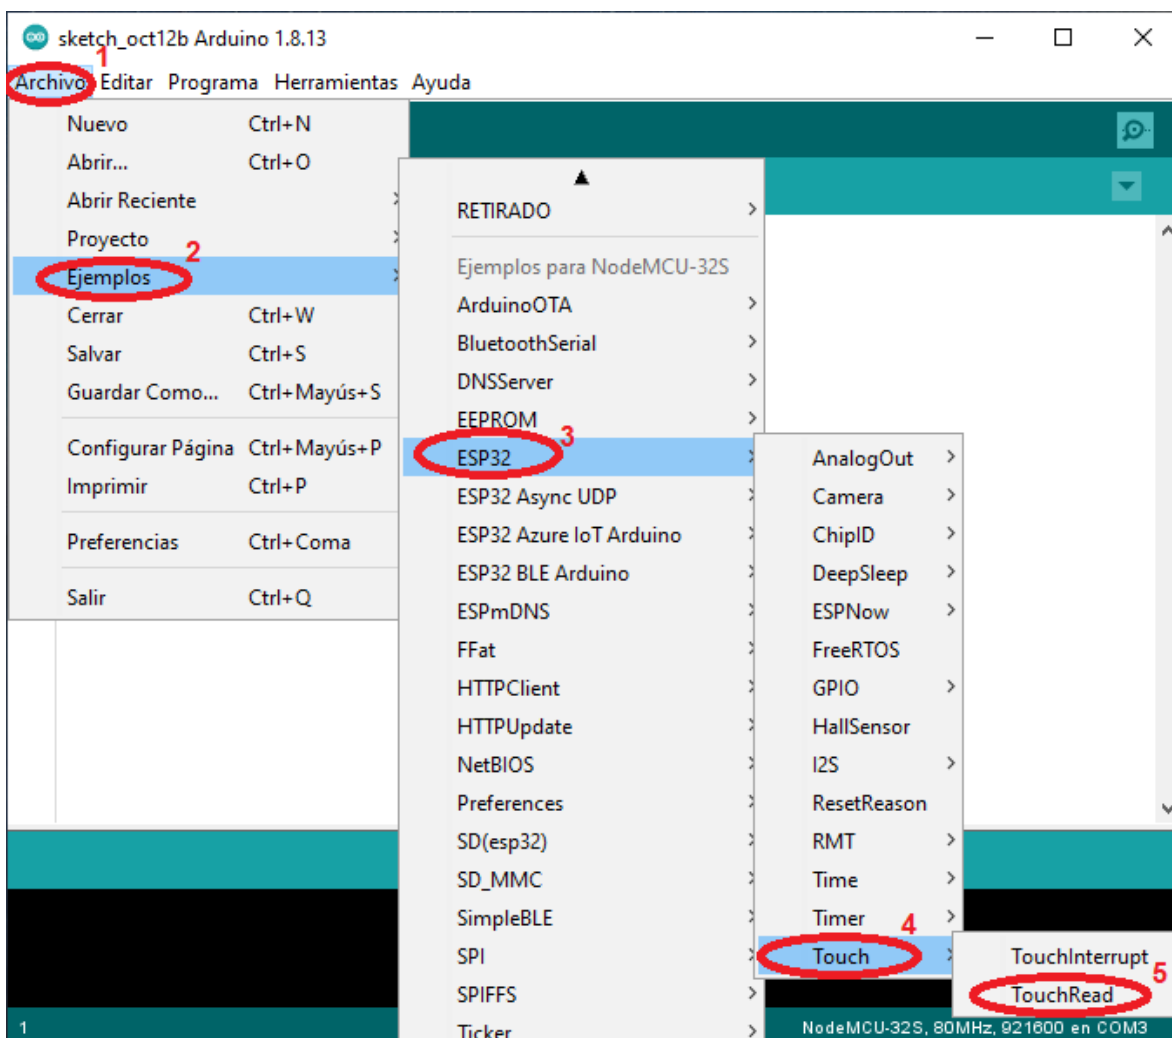 sketch_oct12b Arduino 1.8.13
1
Archivo Editar Programa Herramientas Ayuda
Nuevo Ctrl+N
Abrir... Ctrl+O
Abrir Reciente
Proyecto
2
Ejemplos
Cerrar Ctrl+W
Salvar Ctrl+S
Guardar Como... Ctrl+Mayús+S
Configurar Página Ctrl+Mayús+P
Imprimir Ctrl+P
Preferencias Ctrl+Coma
Salir Ctrl+Q
RETIRADO
Ejemplos para NodeMCU-32S
ArduinoOTA
BluetoothSerial
DNSServer
EEPROM
3
ESP32
ESP32 Async UDP
ESP32 Azure IoT Arduino
ESP32 BLE Arduino
ESPmDNS
FFat
HTTPClient
HTTPUpdate
NetBIOS
Preferences
SD(esp32)
SD_MMC
SimpleBLE
SPI
SPIFFS
Ticker
AnalogOut
Camera
ChipID
DeepSleep
ESPNow
FreeRTOS
GPIO
HallSensor
I2S
ResetReason
RMT
Time
Timer
4
Touch
TouchInterrupt
5
TouchRead
1
NodeMCU-32S, 80MHz, 921600 en COM3